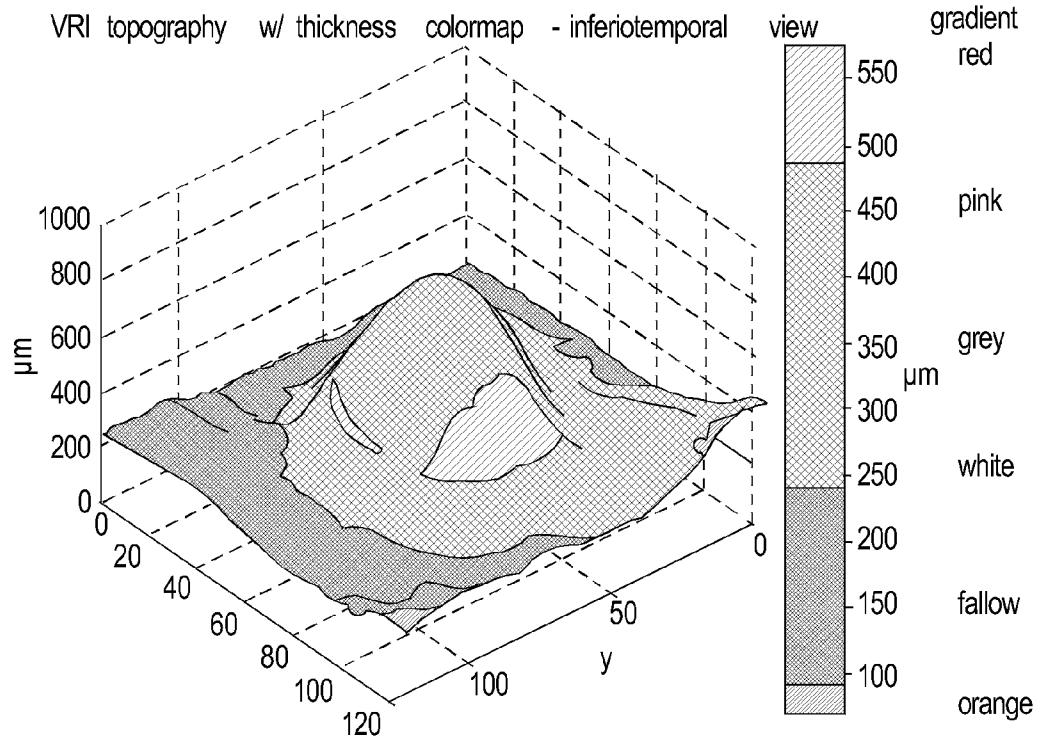 VRI topography w/ thickness colormap - inferiotemporal view
gradient
red
pink
grey
white
fallow
orange
550
500
450
400
350
300
250
200
150
100
µm
1000
800
600
400
200
0
µm
0
20
40
60
80
100
120
0
50
100
y